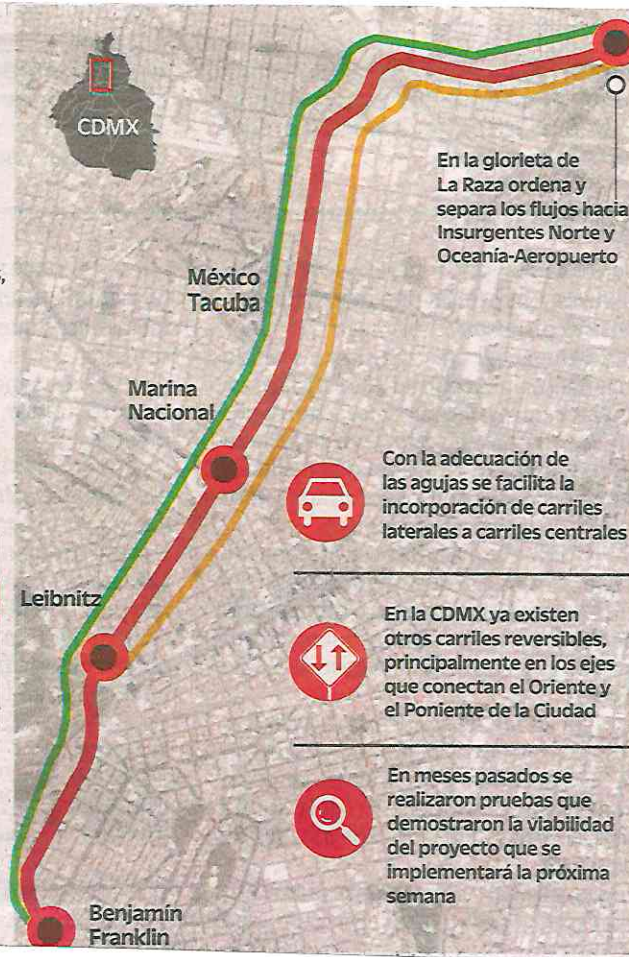 CDMX
En la glorieta de
La Raza ordena y
separa los flujos hacia
Insurgentes Norte y
Oceanía-Aeropuerto
México
Tacuba
Marina
Nacional
Con la adecuación de
las agujas se facilita la
incorporación de carriles
laterales a carriles centrales
Leibnitz
En la CDMX ya existen
otros carriles reversibles,
principalmente en los ejes
que conectan el Oriente y
el Poniente de la Ciudad
En meses pasados se
realizaron pruebas que
demostraron la viabilidad
del proyecto que se
implementará la próxima
semana
Benjamín
Franklin